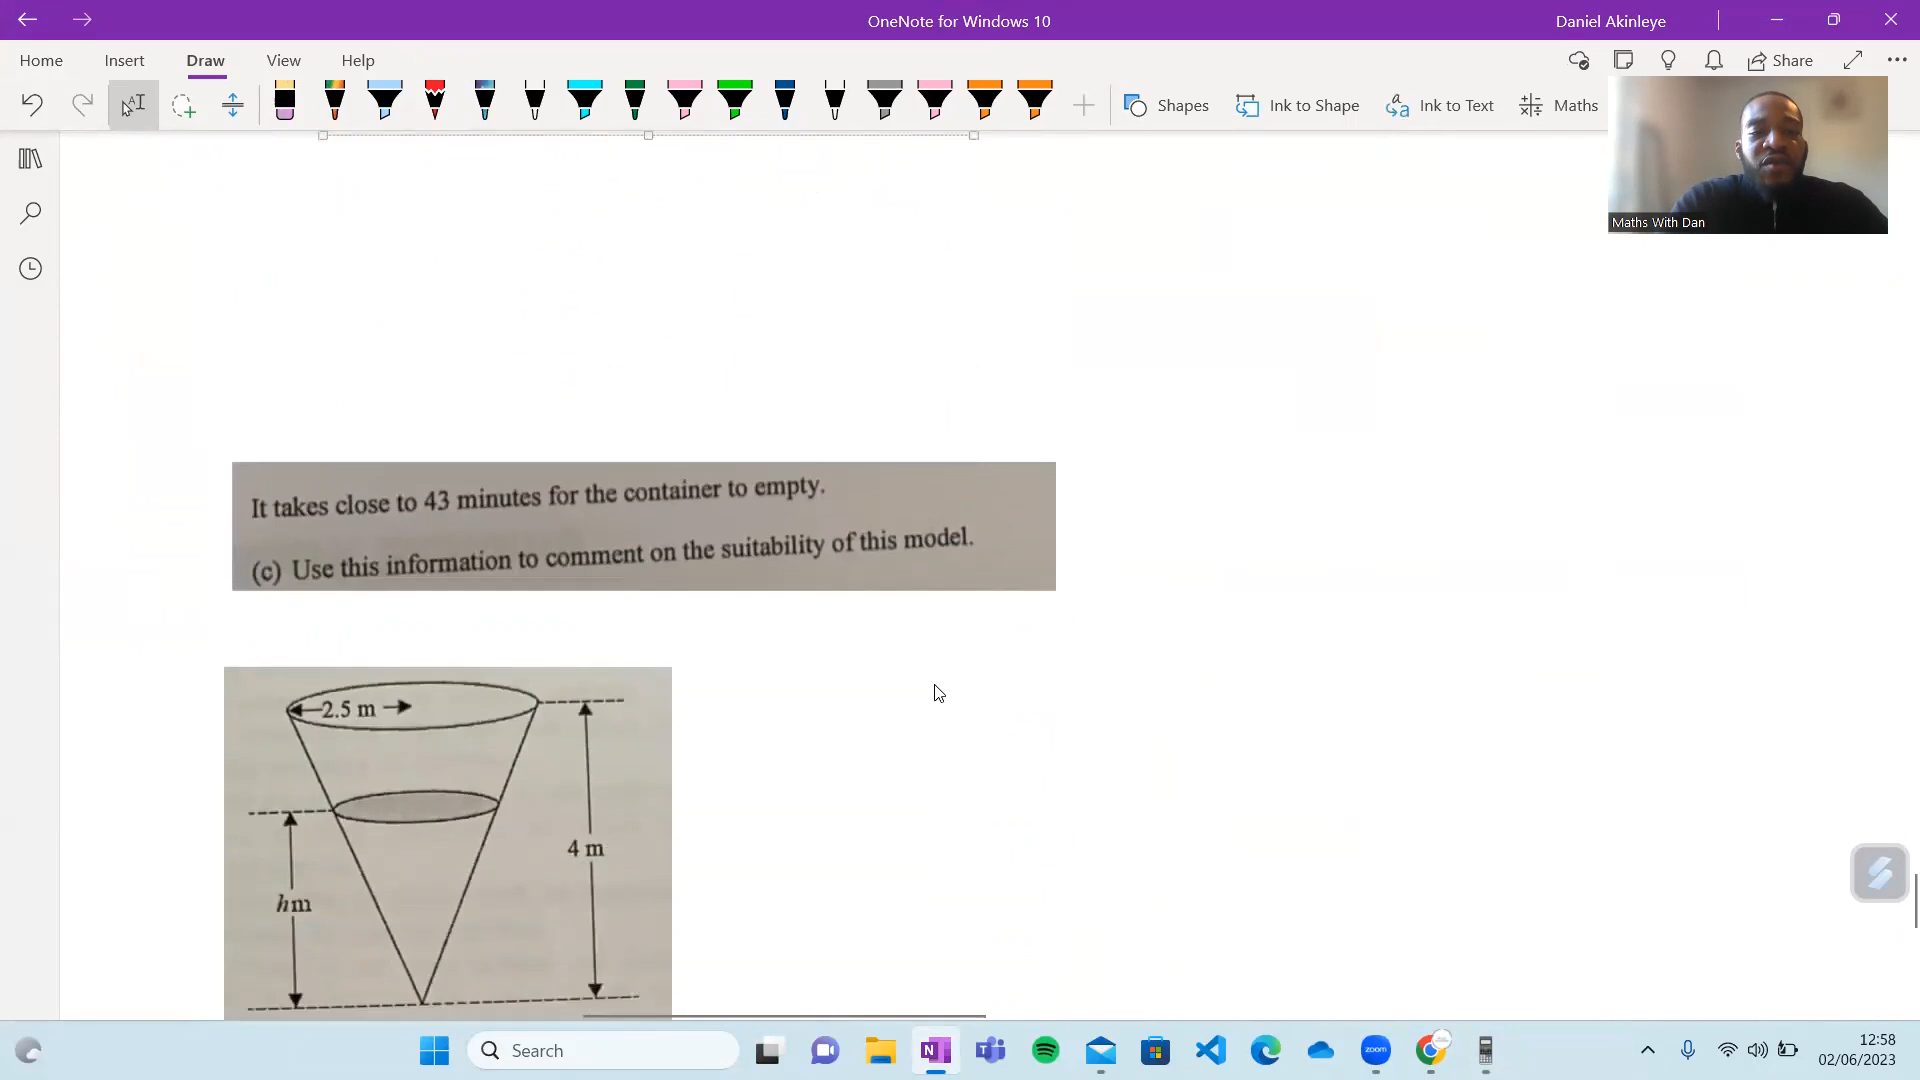 OneNote for Windows 10
Daniel Akinleye
Home
Insert
Draw
View
Help
Share
Shapes
Ink to Shape
Ink to Text
Maths
Maths With Dan
It takes close to 43 minutes for the container to empty.
(c) Use this information to comment on the suitability of this model.
2.5 m
4 m
hm
Search
zoom
12:58
02/06/2023